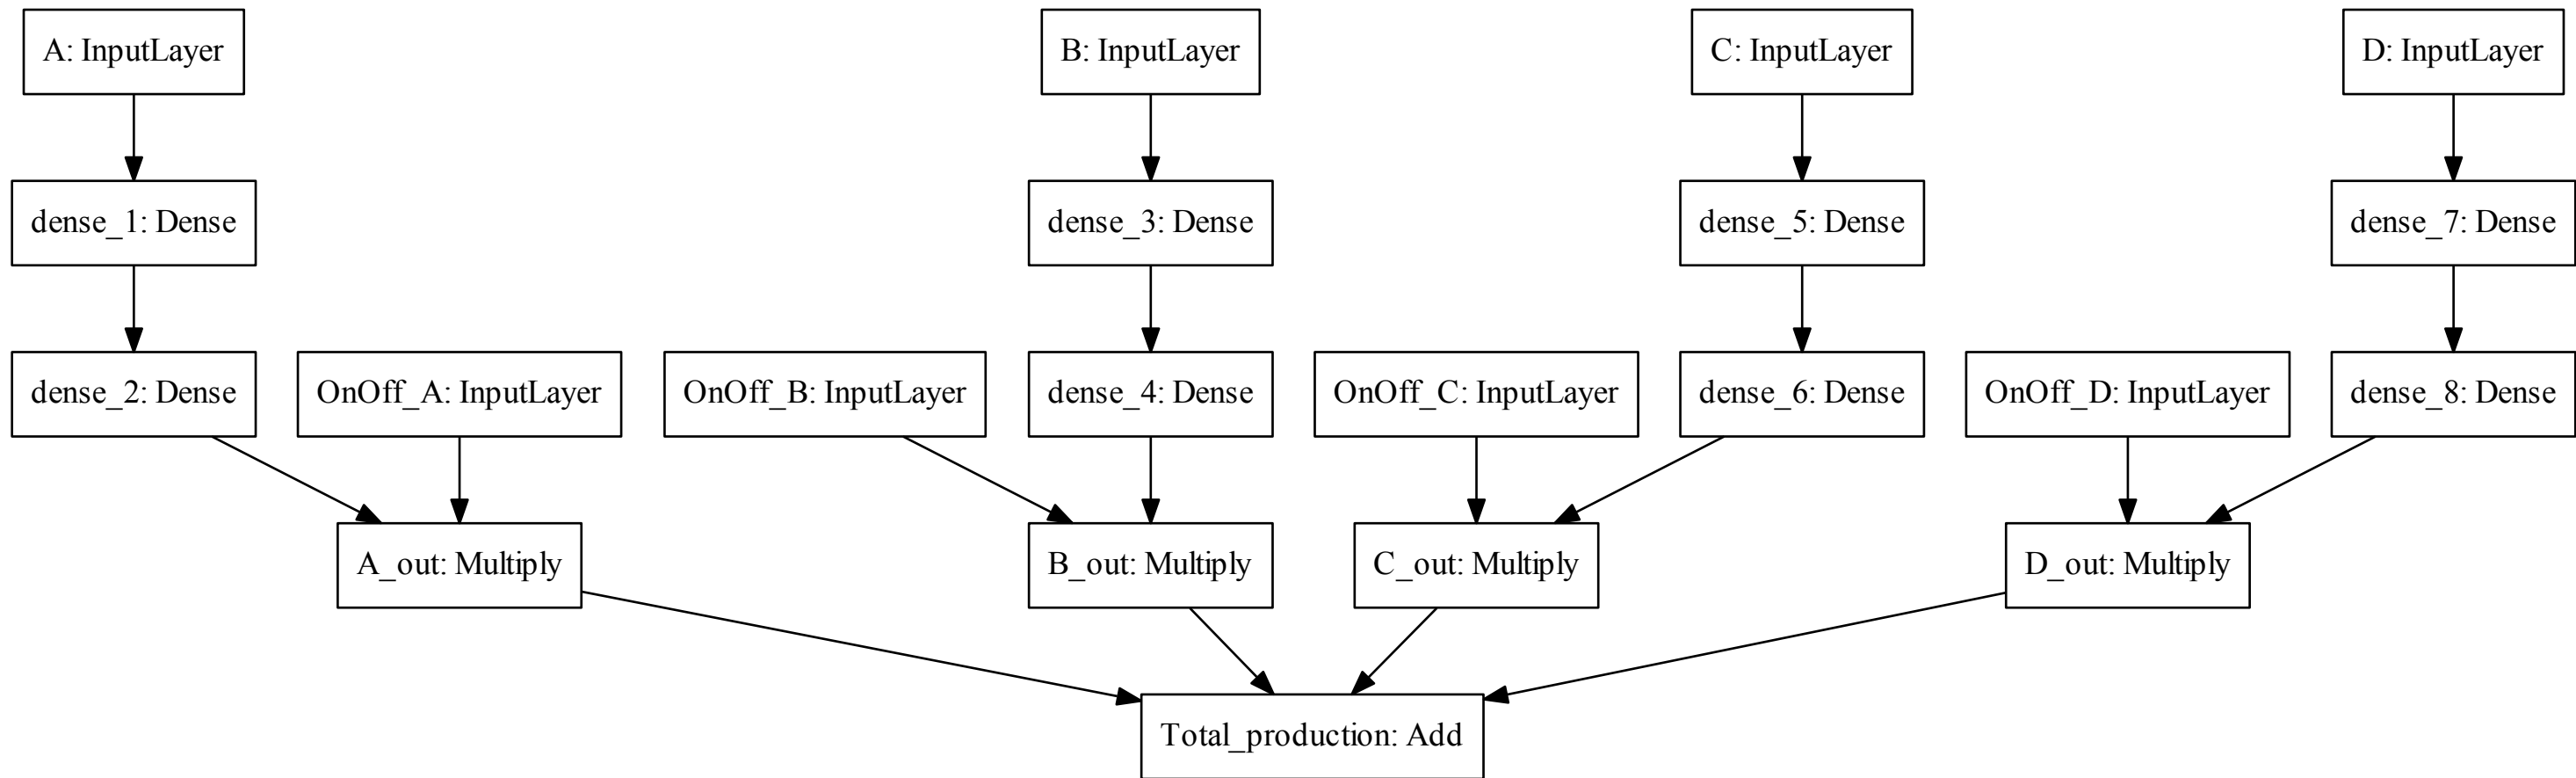 A: InputLayer
B: InputLayer
C: InputLayer
D: InputLayer
dense_1: Dense
dense_3: Dense
dense_5: Dense
dense_7: Dense
dense_2: Dense
OnOff_A: InputLayer
OnOff_B: InputLayer
dense_4: Dense
OnOff_C: InputLayer
dense_6: Dense
OnOff_D: InputLayer
dense_8: Dense
A_out: Multiply
B_out: Multiply
C_out: Multiply
D_out: Multiply
Total_production: Add